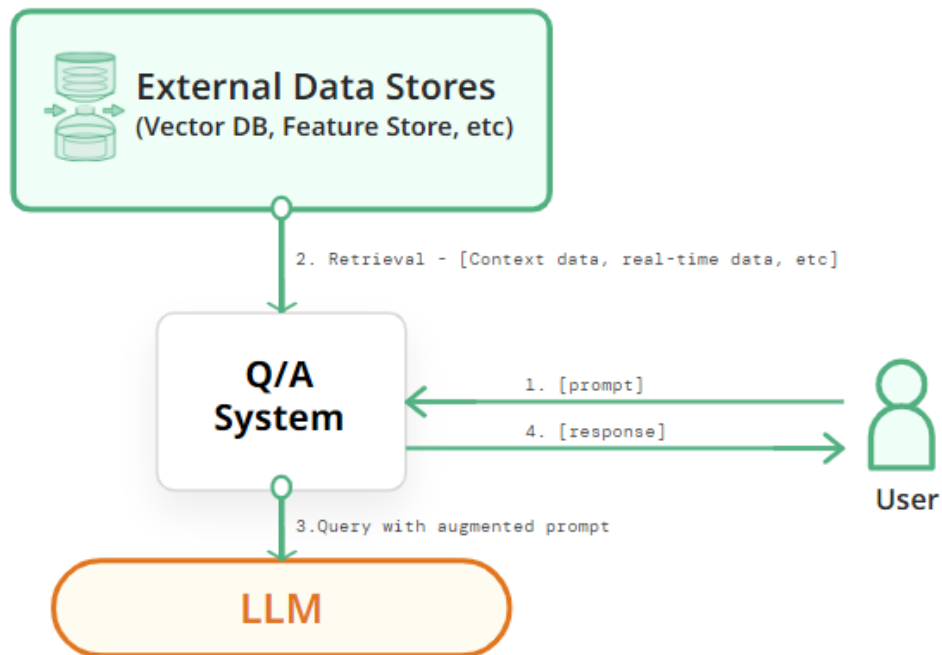 External Data Stores
(Vector DB, Feature Store, etc)
2. Retrieval - [Context data, real-time data, etc]
Q/A
System
1. [prompt]
4. [response]
User
3.Query with augmented prompt
LLM